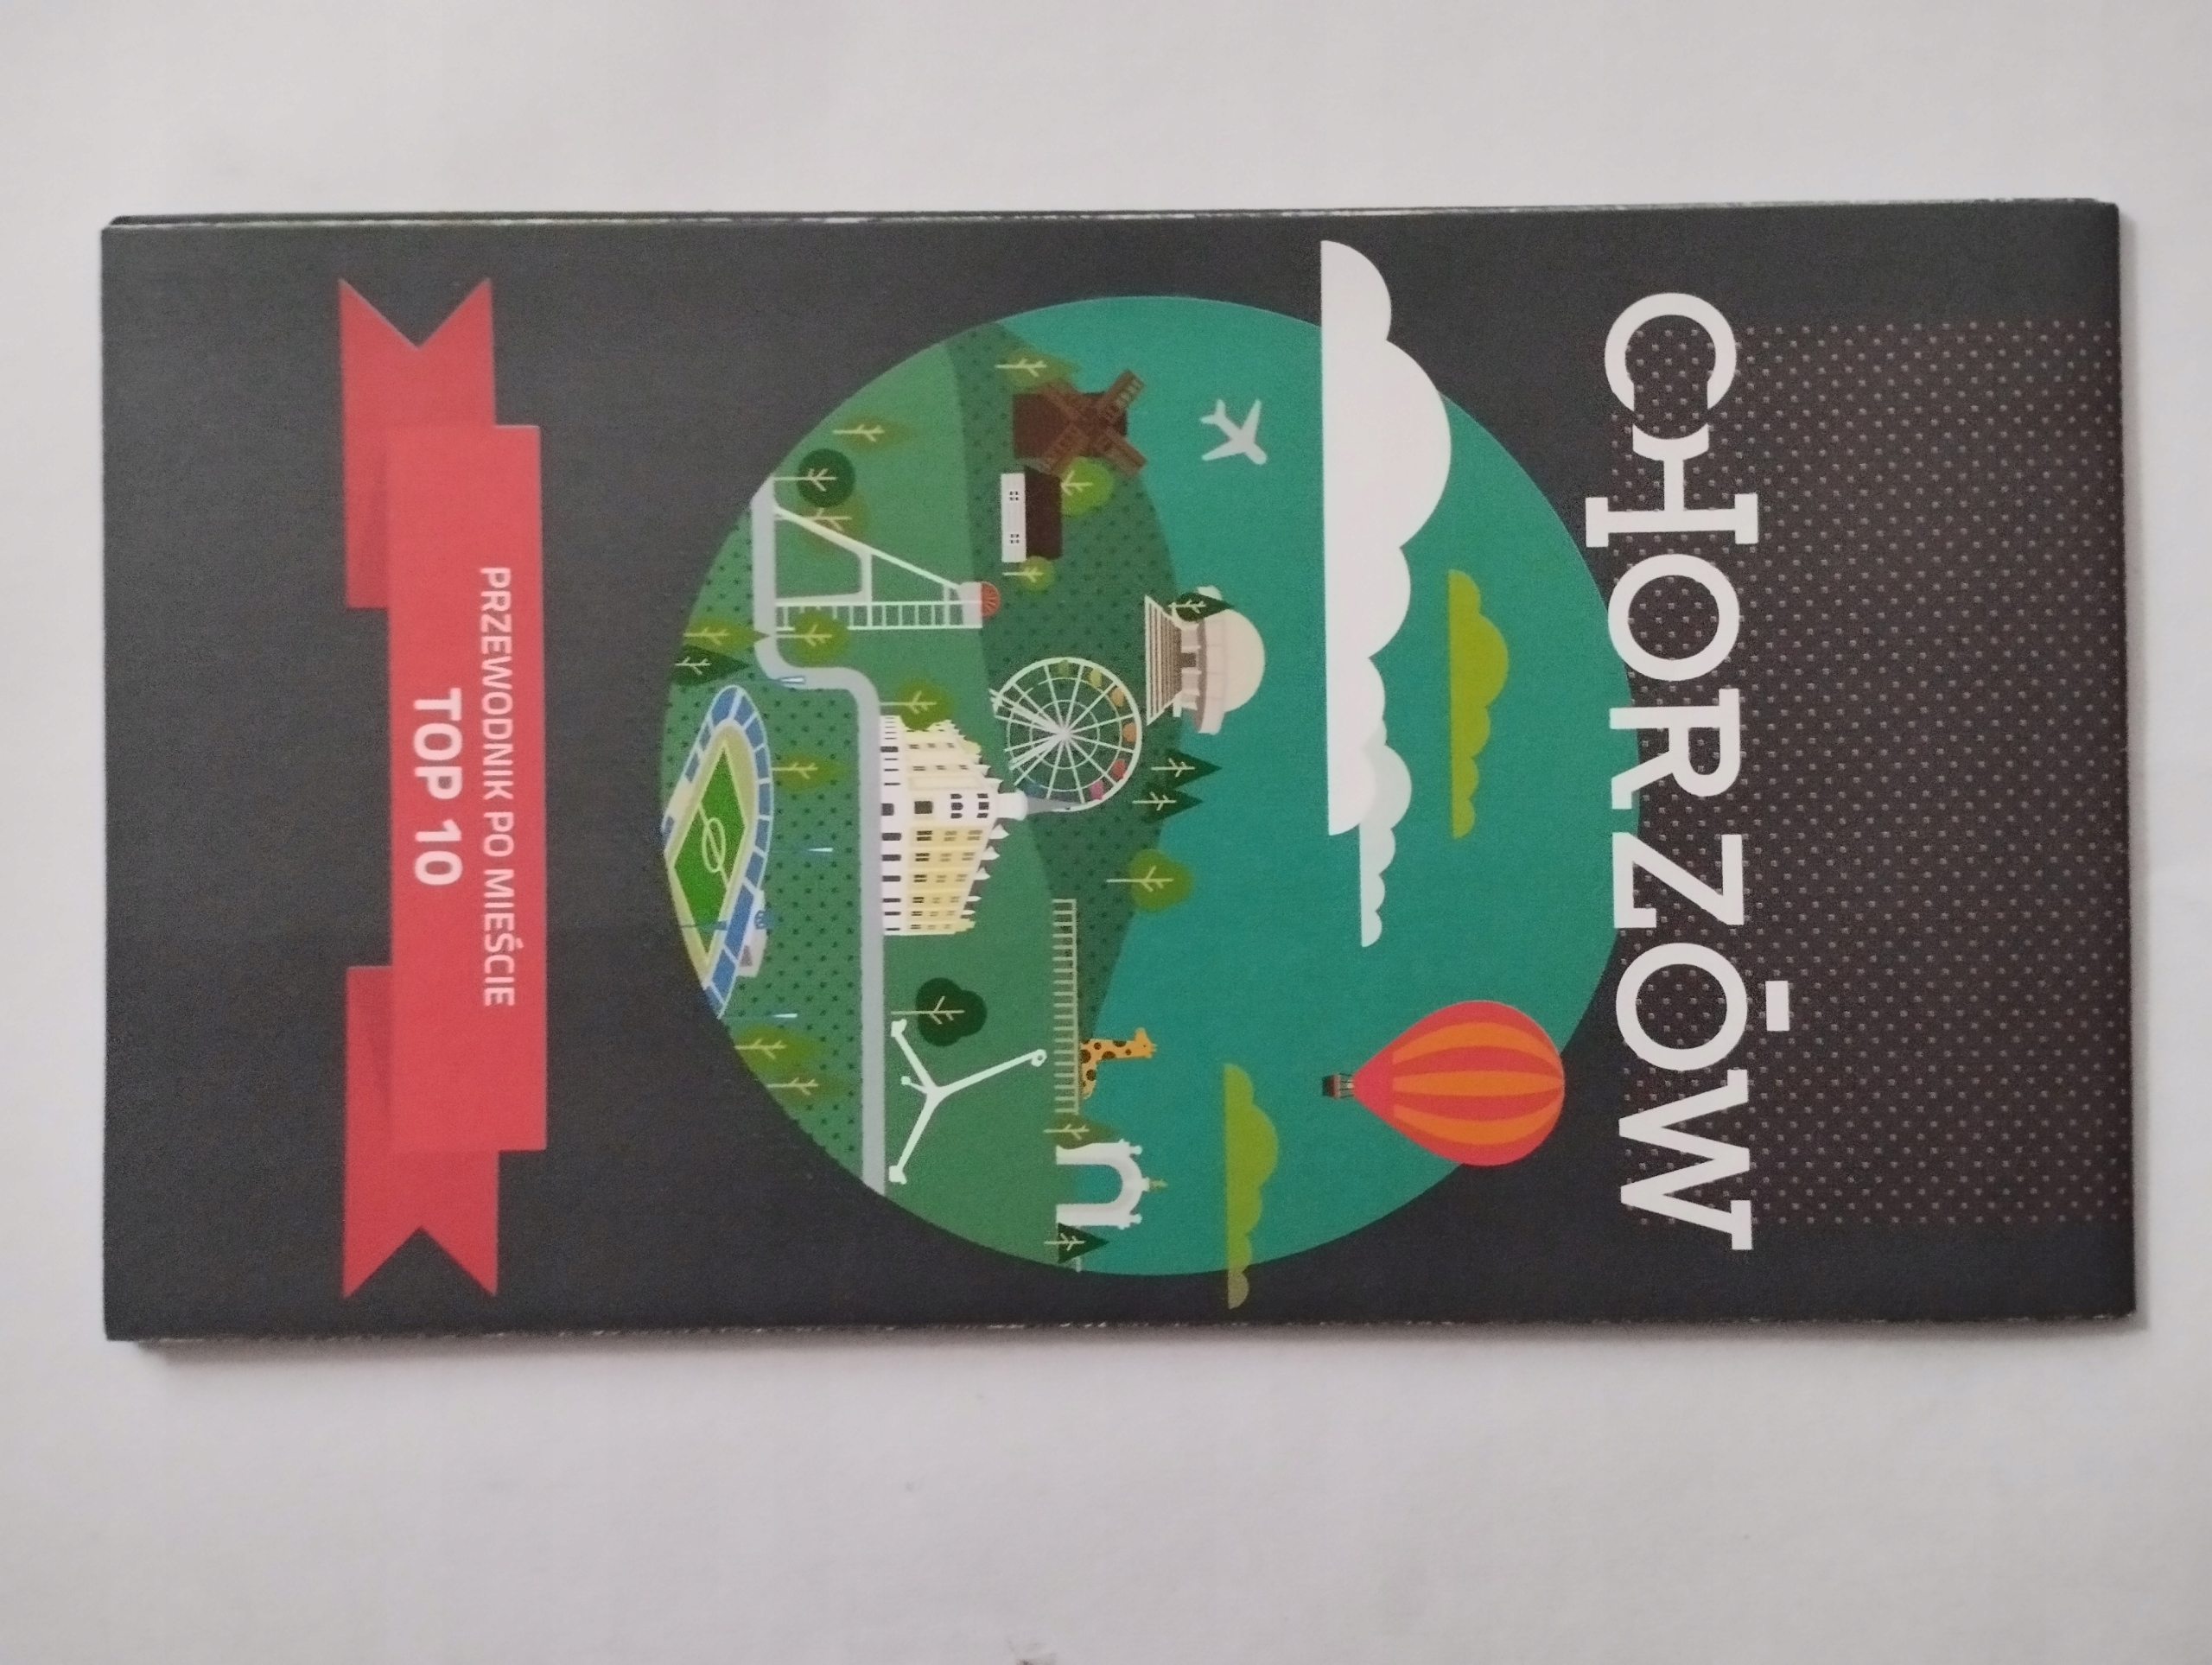 CHORZÓW
PRZEWODNIK PO MIEŚCIE
TOP 10